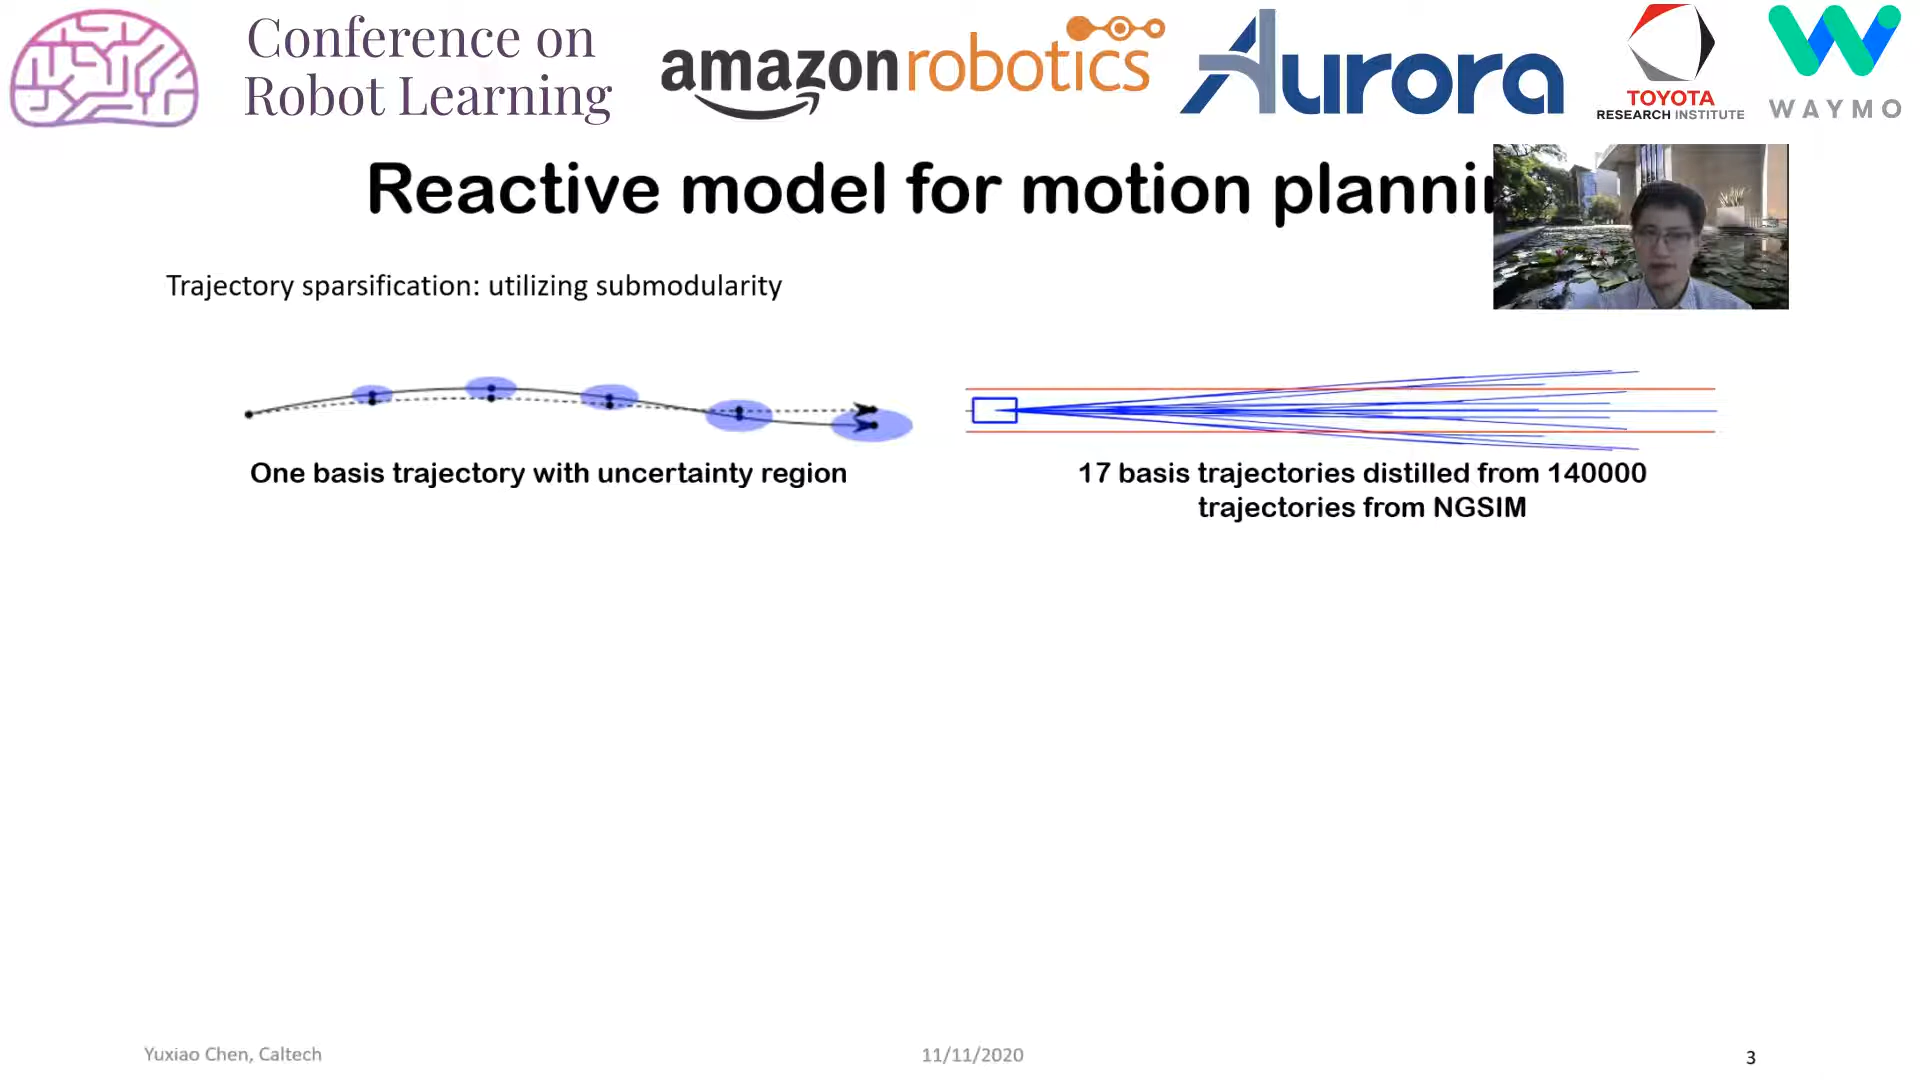 Conference on
Robot Learning
amazon robotics
Aurora
TOYOTA
RESEARCH INSTITUTE
WAYMO
Reactive model for motion plannin
Trajectory sparsification: utilizing submodularity
One basis trajectory with uncertainty region
17 basis trajectories distilled from 140000
trajectories from NGSIM
Yuxiao Chen, Caltech
11/11/2020
3